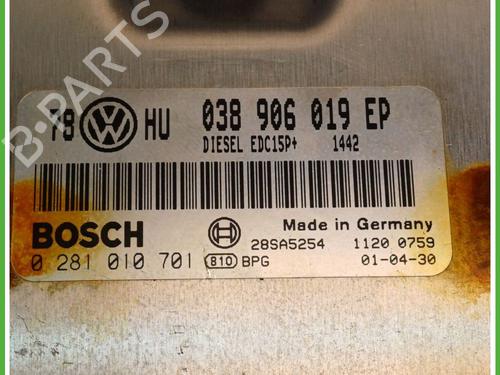 B-PARTS
79 HU 038 906 019 EP
DIESEL EDC15P+ 1442
BOSCH
Made in Germany
28SA5254 1120 0759
0 281 010 701 810 BPG 01-04-30